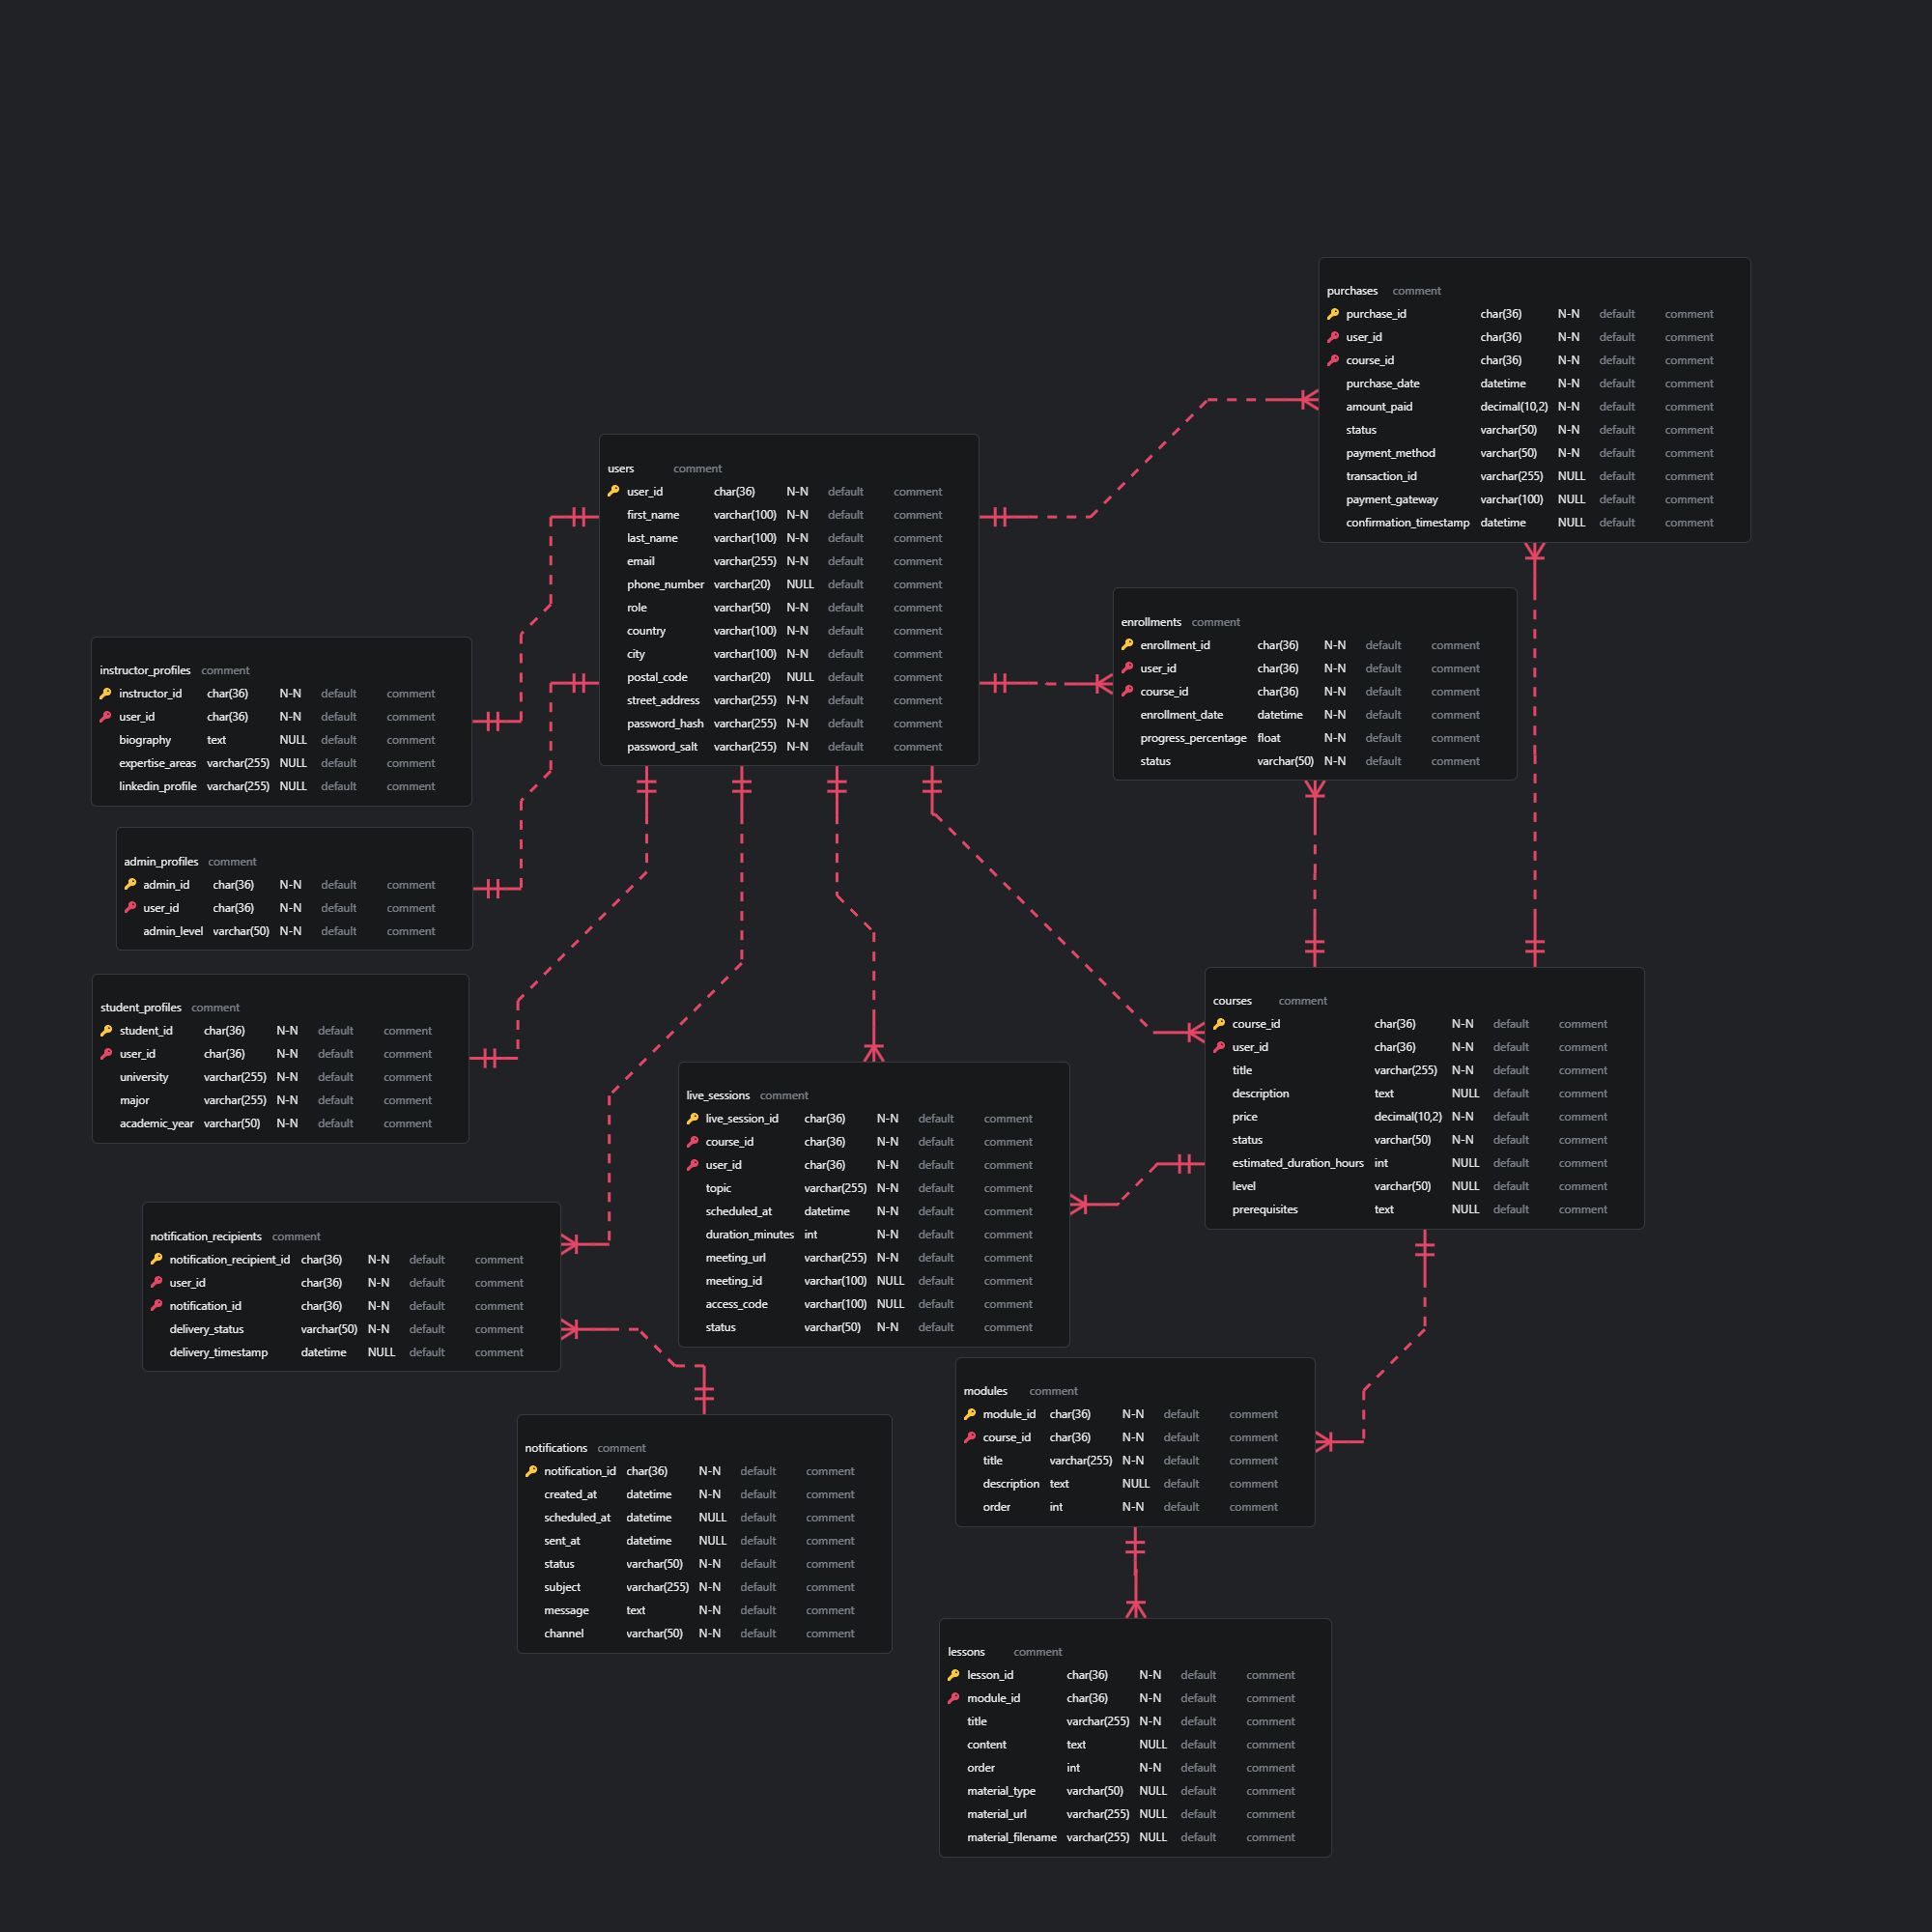 purchases comment
purchase_id char(36) N-N default comment
user_id char(36) N-N default comment
course_id char(36) N-N default comment
purchase_date datetime N-N default comment
amount_paid decimal(10,2) N-N default comment
status varchar(50) N-N default comment
payment_method varchar(50) N-N default comment
transaction_id varchar(255) NULL default comment
payment_gateway varchar(100) NULL default comment
confirmation_timestamp datetime NULL default comment
users comment
user_id char(36) N-N default comment
first_name varchar(100) N-N default comment
last_name varchar(100) N-N default comment
email varchar(255) N-N default comment
phone_number varchar(20) NULL default comment
role varchar(50) N-N default comment
country varchar(100) N-N default comment
city varchar(100) N-N default comment
postal_code varchar(20) NULL default comment
street_address varchar(255) N-N default comment
password_hash varchar(255) N-N default comment
password_salt varchar(255) N-N default comment
enrollments comment
enrollment_id char(36) N-N default comment
user_id char(36) N-N default comment
course_id char(36) N-N default comment
enrollment_date datetime N-N default comment
progress_percentage float N-N default comment
status varchar(50) N-N default comment
instructor_profiles comment
instructor_id char(36) N-N default comment
user_id char(36) N-N default comment
biography text NULL default comment
expertise_areas varchar(255) NULL default comment
linkedin_profile varchar(255) NULL default comment
admin_profiles comment
admin_id char(36) N-N default comment
user_id char(36) N-N default comment
admin_level varchar(50) N-N default comment
student_profiles comment
student_id char(36) N-N default comment
user_id char(36) N-N default comment
university varchar(255) N-N default comment
major varchar(255) N-N default comment
academic_year varchar(50) N-N default comment
courses comment
course_id char(36) N-N default comment
user_id char(36) N-N default comment
title varchar(255) N-N default comment
description text NULL default comment
price decimal(10,2) N-N default comment
status varchar(50) N-N default comment
estimated_duration_hours int NULL default comment
level varchar(50) NULL default comment
prerequisites text NULL default comment
live_sessions comment
live_session_id char(36) N-N default comment
course_id char(36) N-N default comment
user_id char(36) N-N default comment
topic varchar(255) N-N default comment
scheduled_at datetime N-N default comment
duration_minutes int N-N default comment
meeting_url varchar(255) N-N default comment
meeting_id varchar(100) NULL default comment
access_code varchar(100) NULL default comment
status varchar(50) N-N default comment
notification_recipients comment
notification_recipient_id char(36) N-N default comment
user_id char(36) N-N default comment
notification_id char(36) N-N default comment
delivery_status varchar(50) N-N default comment
delivery_timestamp datetime NULL default comment
modules comment
module_id char(36) N-N default comment
course_id char(36) N-N default comment
title varchar(255) N-N default comment
description text NULL default comment
order int N-N default comment
notifications comment
notification_id char(36) N-N default comment
created_at datetime N-N default comment
scheduled_at datetime NULL default comment
sent_at datetime NULL default comment
status varchar(50) N-N default comment
subject varchar(255) N-N default comment
message text N-N default comment
channel varchar(50) N-N default comment
lessons comment
lesson_id char(36) N-N default comment
module_id char(36) N-N default comment
title varchar(255) N-N default comment
content text NULL default comment
order int N-N default comment
material_type varchar(50) NULL default comment
material_url varchar(255) NULL default comment
material_filename varchar(255) NULL default comment